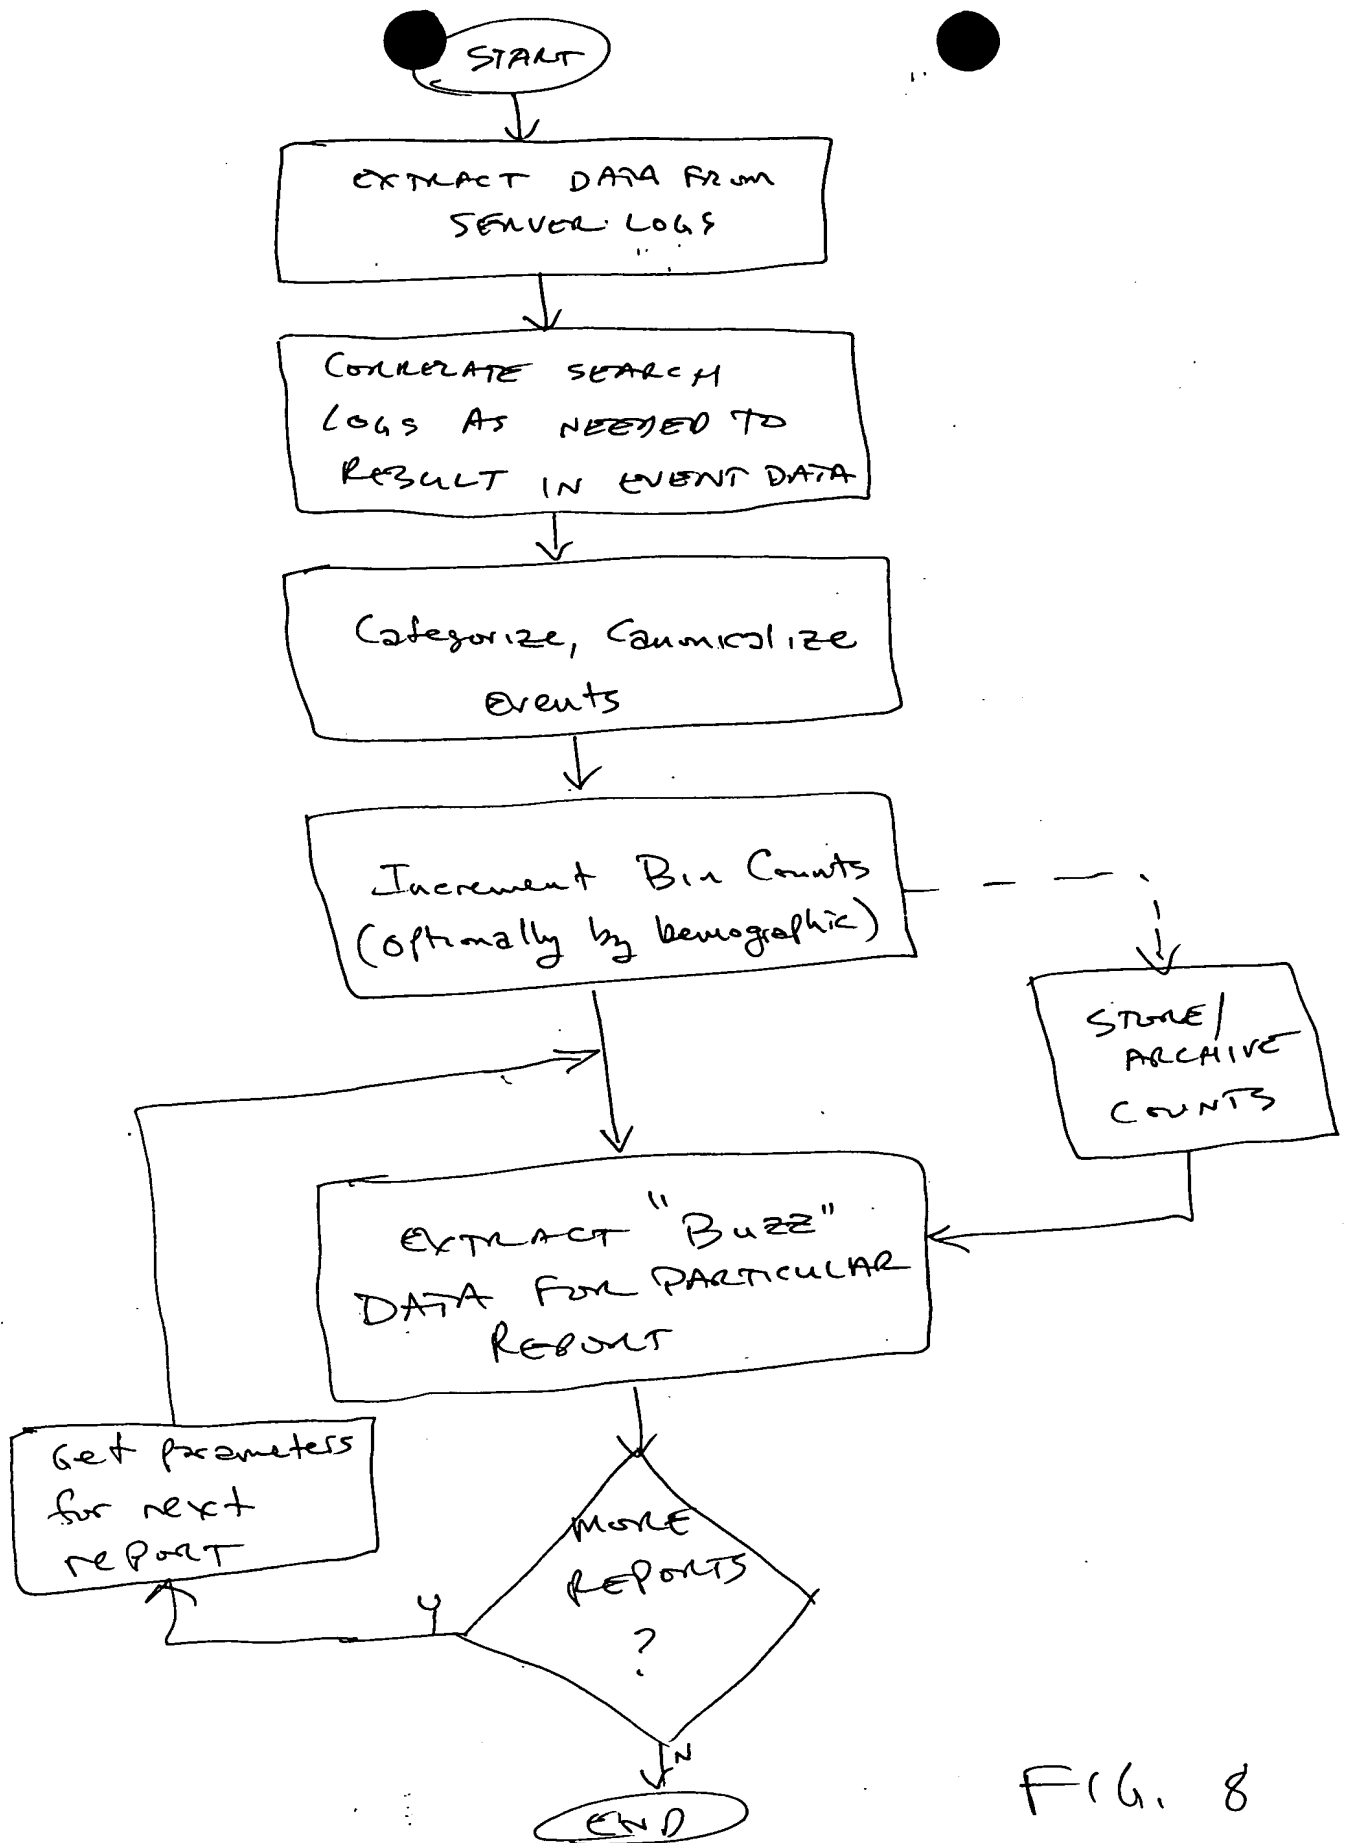 START
EXTRACT DATA FROM
SERVER LOGS
CORRELATE SEARCH
LOGS AS NEEDED TO
RESULT IN EVENT DATA
Categorize, Canonicalize
events
Increment Bin Counts
(optionally by demographic)
STORE/
ARCHIVE
COUNTS
EXTRACT "BUZZ"
DATA FOR PARTICULAR
REPORT
Get parameters
for next
rePORT
MORE
REPORTS
?
Y
N
END
FIG. 8